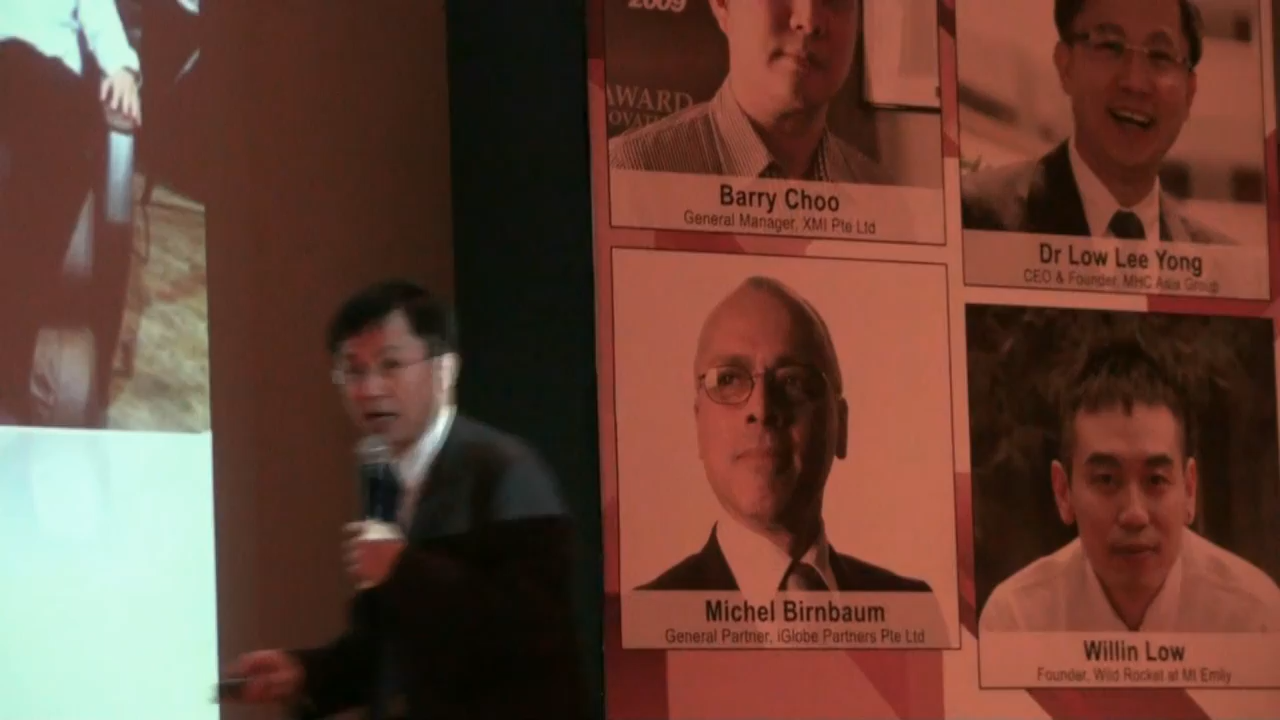 2009
AWARD
Barry Choo
General Manager, XMI Pte Ltd
Dr Low Lee Yong
CEO & Founder, MHC Asia Group
Michel Birnbaum
General Partner, iGlobe Partners Pte Ltd
Willin Low
Founder, Wild Rocket at Mt Emily